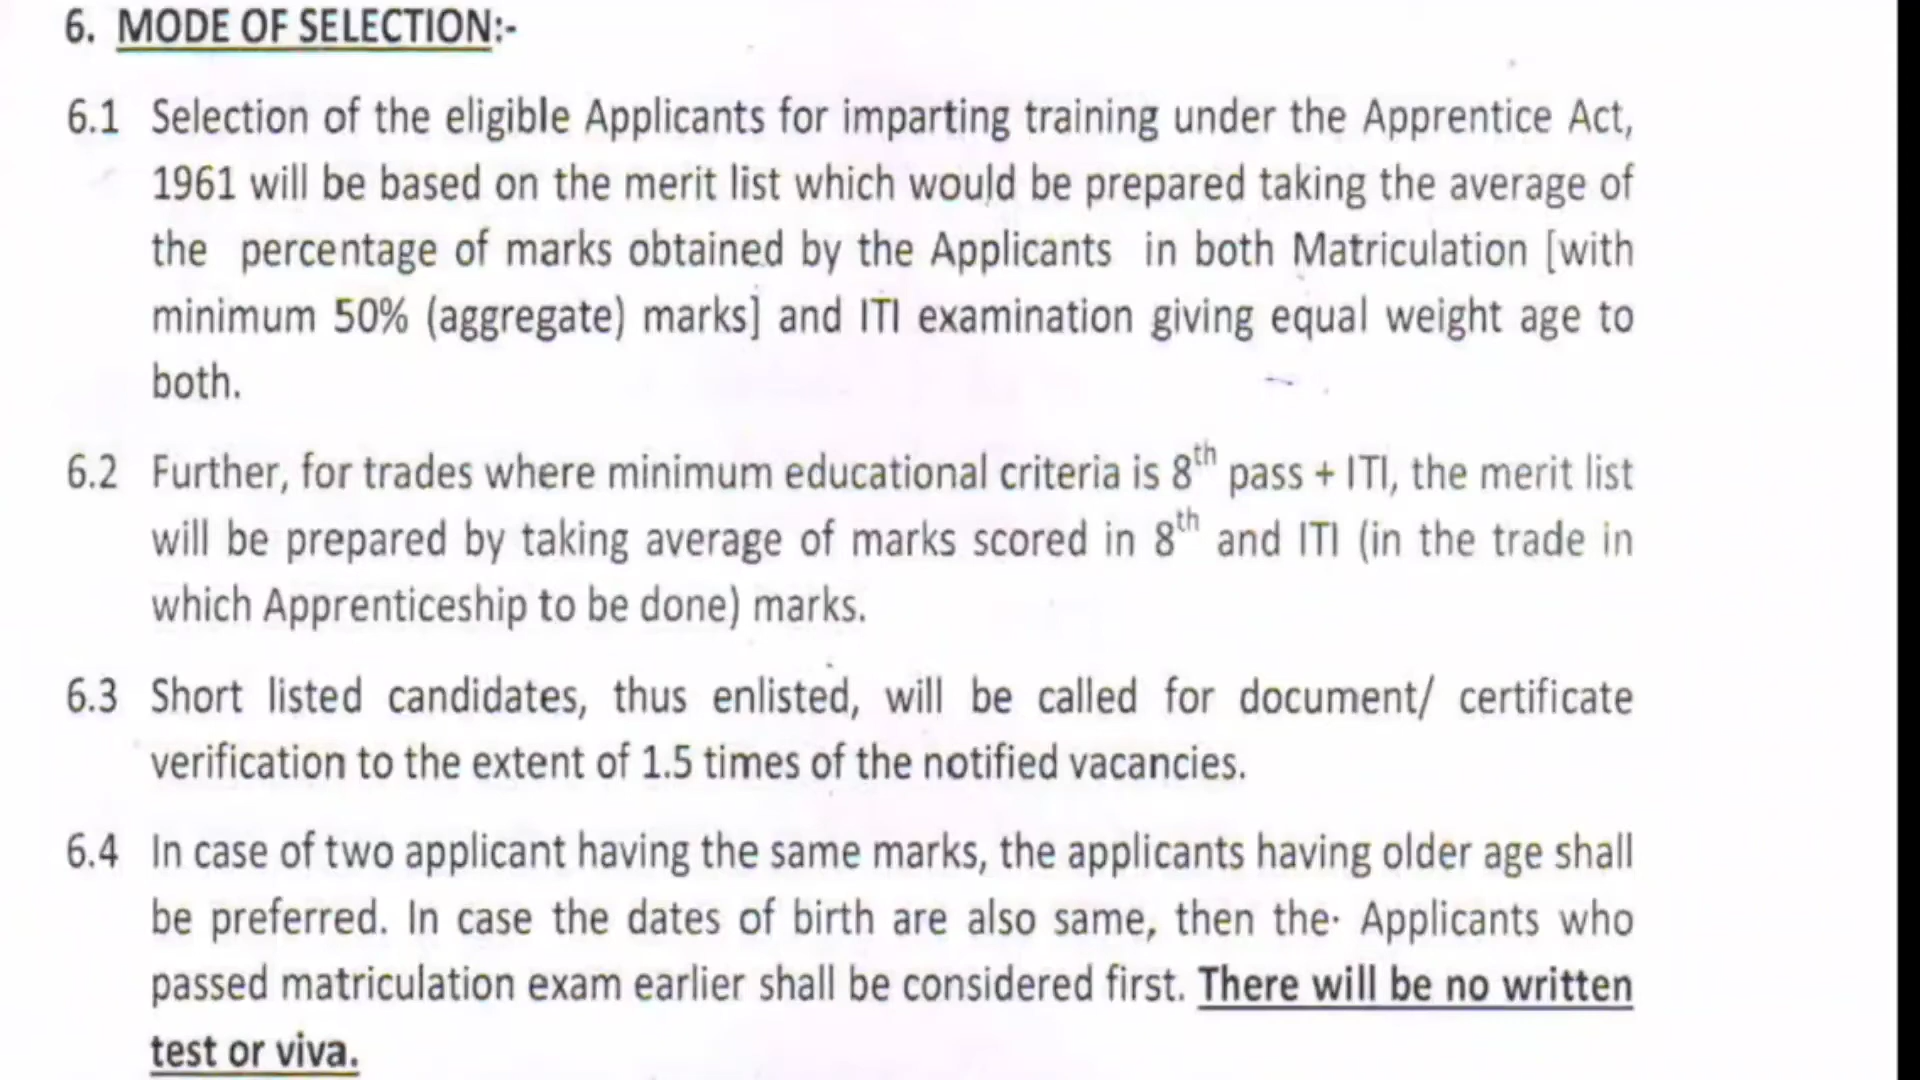 6. MODE OF SELECTION:-
6.1 Selection of the eligible Applicants for imparting training under the Apprentice Act,
1961 will be based on the merit list which would be prepared taking the average of
the percentage of marks obtained by the Applicants in both Matriculation [with
minimum 50% (aggregate) marks] and ITI examination giving equal weight age to
both.
6.2 Further, for trades where minimum educational criteria is 8th pass + ITI, the merit list
will be prepared by taking average of marks scored in 8th and ITI (in the trade in
which Apprenticeship to be done) marks.
6.3 Short listed candidates, thus enlisted, will be called for document/ certificate
verification to the extent of 1.5 times of the notified vacancies.
6.4 In case of two applicant having the same marks, the applicants having older age shall
be preferred. In case the dates of birth are also same, then the Applicants who
passed matriculation exam earlier shall be considered first. There will be no written
test or viva.